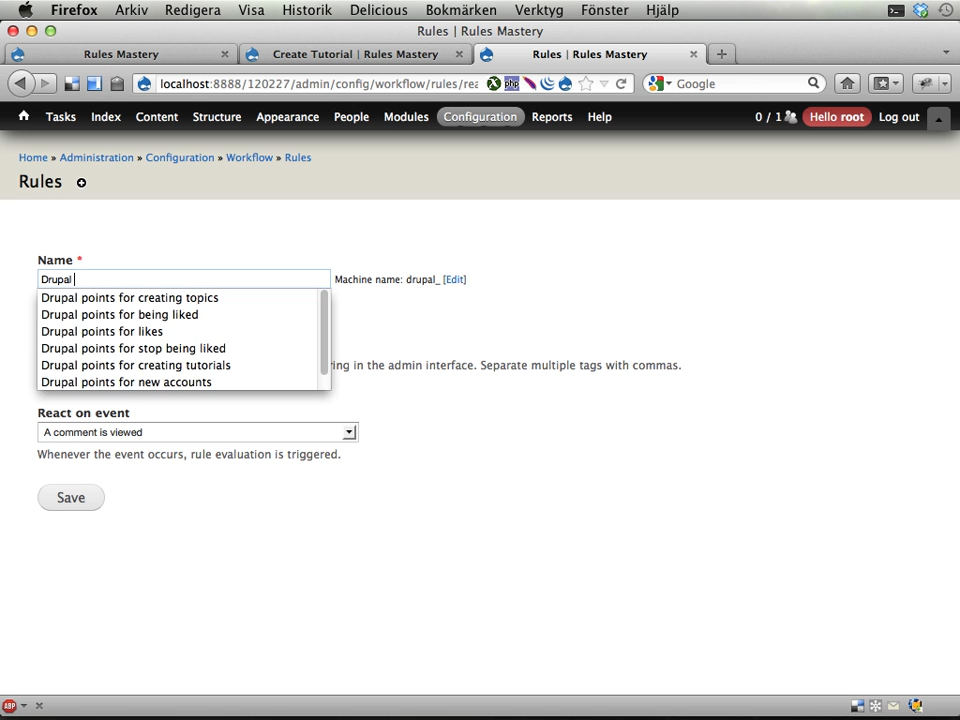 Firefox Arkiv Redigera Visa Historik Delicious Bokmärken Verktyg Fönster Hjälp
Rules | Rules Mastery
Rules Mastery
Create Tutorial | Rules Mastery
Rules | Rules Mastery
localhost:8888/120227/admin/config/workflow/rules/rea
php
Google
Tasks Index Content Structure Appearance People Modules Configuration Reports Help
0 / 1 Hello root Log out
Home » Administration » Configuration » Workflow » Rules
Rules
Name *
Drupal
Machine name: drupal_ [Edit]
Drupal points for creating topics
Drupal points for being liked
Drupal points for likes
Drupal points for stop being liked
Drupal points for creating tutorials
ring in the admin interface. Separate multiple tags with commas.
Drupal points for new accounts
React on event
A comment is viewed
Whenever the event occurs, rule evaluation is triggered.
Save
ABP